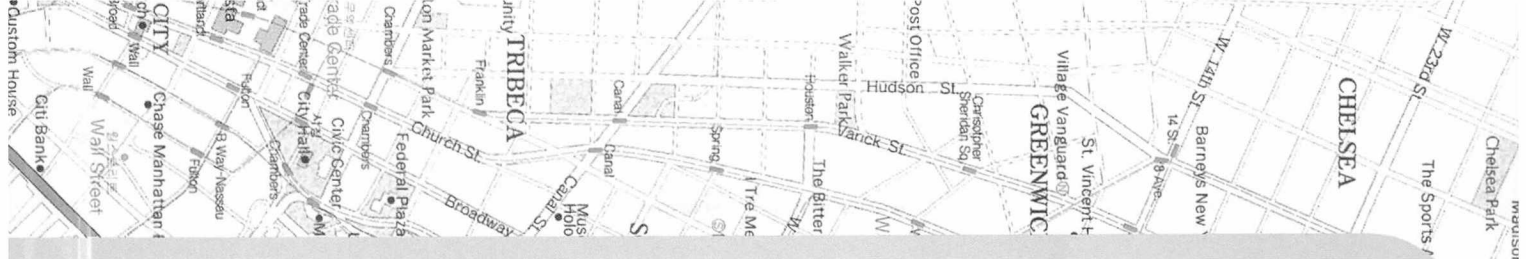 Custom House
Citi Bank
Wall
Wall
Wall Street
CITY
Broad
Wall
Chase Manhattan
Fulton
B Way-Nassau
Fulton
Trade Center
City Hall
Chambers
Civic Center
Chambers
Chambers
Federal Plaza
Church St.
Broadway
Franklin
TRIBECA
Canal
Canal
Canal St.
Spring
Houston
The Bitter
Walker Park
Post Office
Hudson St.
Varick St.
Christopher
Sheridan Sq.
Village Vanguard
GREENWIC
St. Vincent
W. 14th St.
14 St.
8 Ave.
Barneys New
CHELSEA
W. 23rd St.
The Sports
Chelsea Park